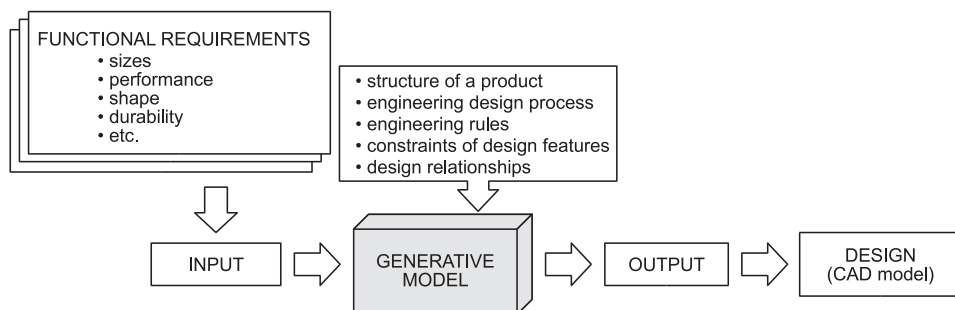 FUNCTIONAL REQUIREMENTS
• sizes
• performance
• shape
• durability
• etc.
• structure of a product
• engineering design process
• engineering rules
• constraints of design features
• design relationships
INPUT
GENERATIVE
MODEL
OUTPUT
DESIGN
(CAD model)